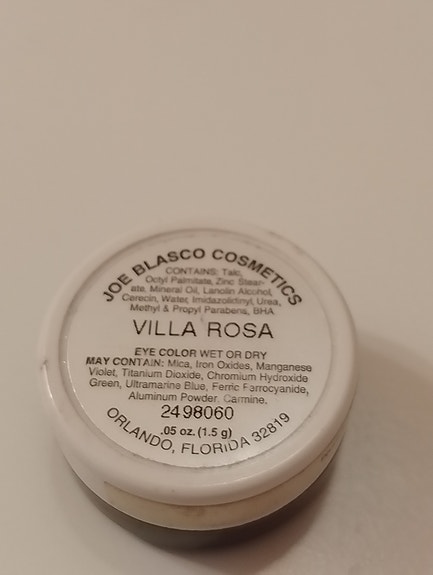 JOE BLASCO COSMETICS
CONTAINS: Talc,
Octyl Palmitate, Zinc Stear-
ate, Mineral Oil, Lanolin Alcohol,
Cerecin, Water, Imidazolidinyl, Urea,
Methyl & Propyl Parabens, BHA.
VILLA ROSA
EYE COLOR WET OR DRY
MAY CONTAIN: Mica, Iron Oxides, Manganese
Violet, Titanium Dioxide, Chromium Hydroxide
Green, Ultramarine Blue, Ferric Ferrocyanide,
Aluminum Powder. Carmine.
2498060
.05 oz. (1.5 g)
ORLANDO, FLORIDA 32819